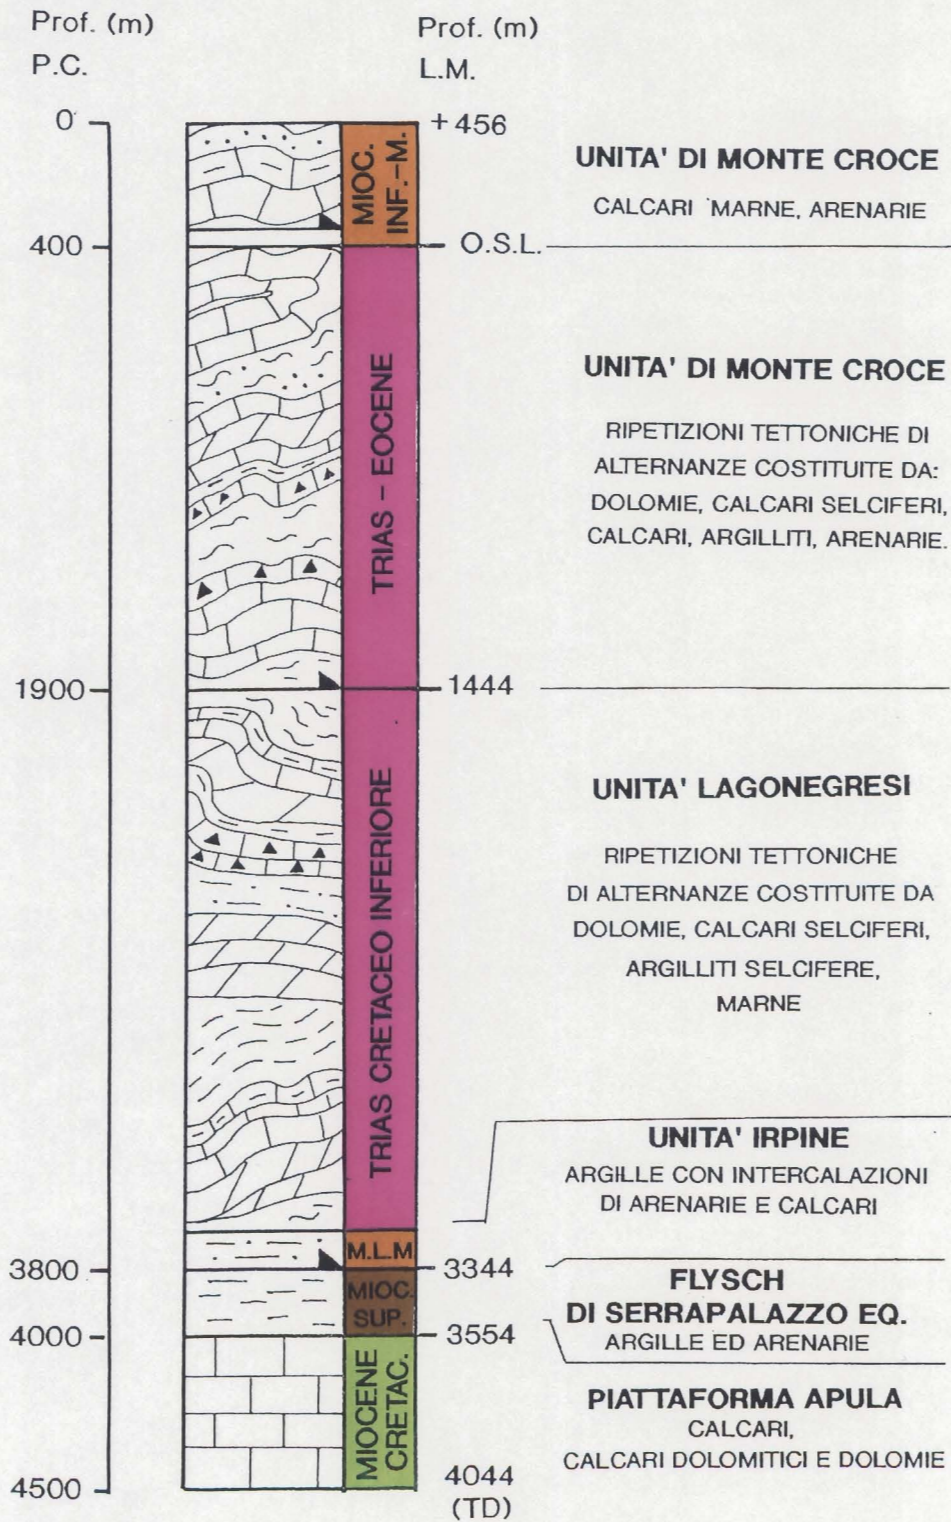 Prof. (m)
P.C.
Prof. (m)
L.M.
0
+ 456
MIOC.
INF.-M.
UNITA' DI MONTE CROCE
CALCARI MARNE, ARENARIE
400
O.S.L.
TRIAS - EOCENE
UNITA' DI MONTE CROCE
RIPETIZIONI TETTONICHE DI
ALTERNANZE COSTITUITE DA:
DOLOMIE, CALCARI SELCIFERI,
CALCARI, ARGILLITI, ARENARIE.
1900
1444
TRIAS CRETACEO INFERIORE
UNITA' LAGONEGRESI
RIPETIZIONI TETTONICHE
DI ALTERNANZE COSTITUITE DA
DOLOMIE, CALCARI SELCIFERI,
ARGILLITI SELCIFERE,
MARNE
UNITA' IRPINE
ARGILLE CON INTERCALAZIONI
DI ARENARIE E CALCARI
M.L.M
3800
3344
MIOC.
SUP.
FLYSCH
DI SERRAPALAZZO EQ.
ARGILLE ED ARENARIE
4000
3554
MIOCENE
CRETAC.
PIATTAFORMA APULA
CALCARI,
CALCARI DOLOMITICI E DOLOMIE
4500
4044
(TD)